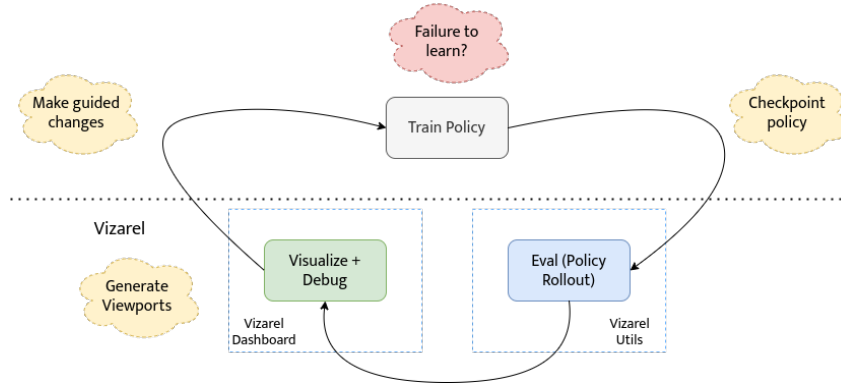 Failure to
learn?
Make guided
changes
Train Policy
Checkpoint
policy
Vizarel
Visualize +
Debug
Eval (Policy
Rollout)
Generate
Viewports
Vizarel
Dashboard
Vizarel
Utils